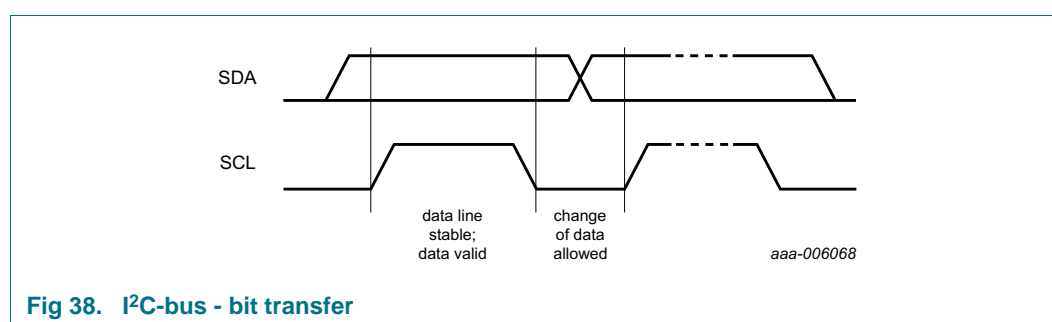 SDA
SCL
data line
stable;
data valid
change
of data
allowed
aaa-006068
Fig 38. I²C-bus - bit transfer